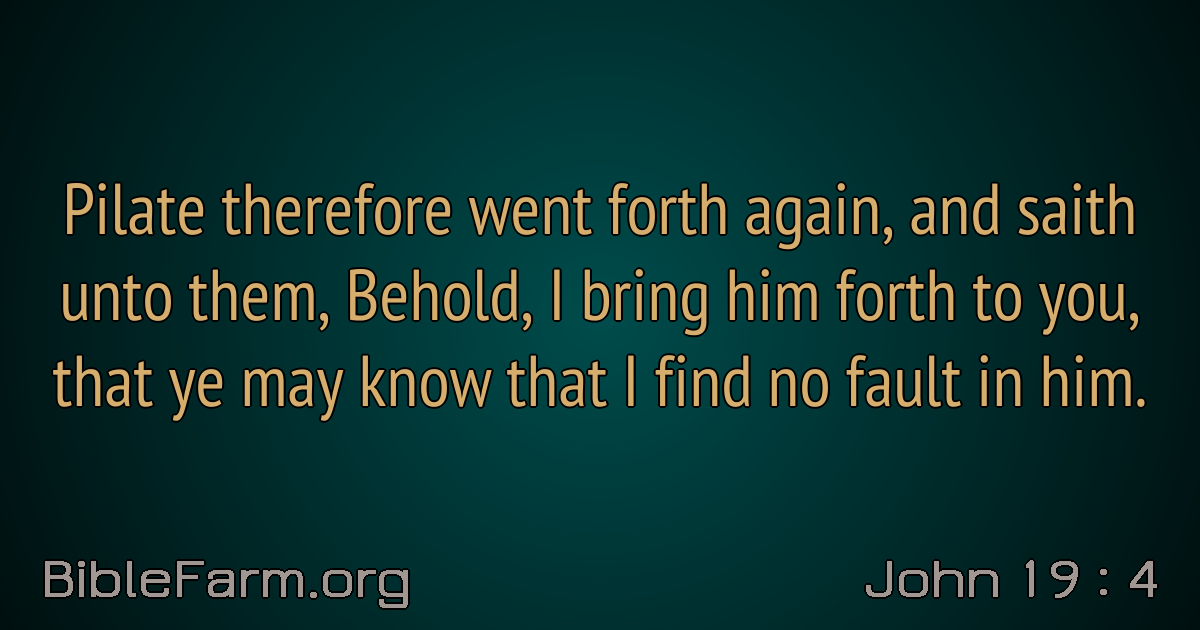 Pilate therefore went forth again, and saith
unto them, Behold, I bring him forth to you,
that ye may know that I find no fault in him.
BibleFarm.org
John 19 : 4